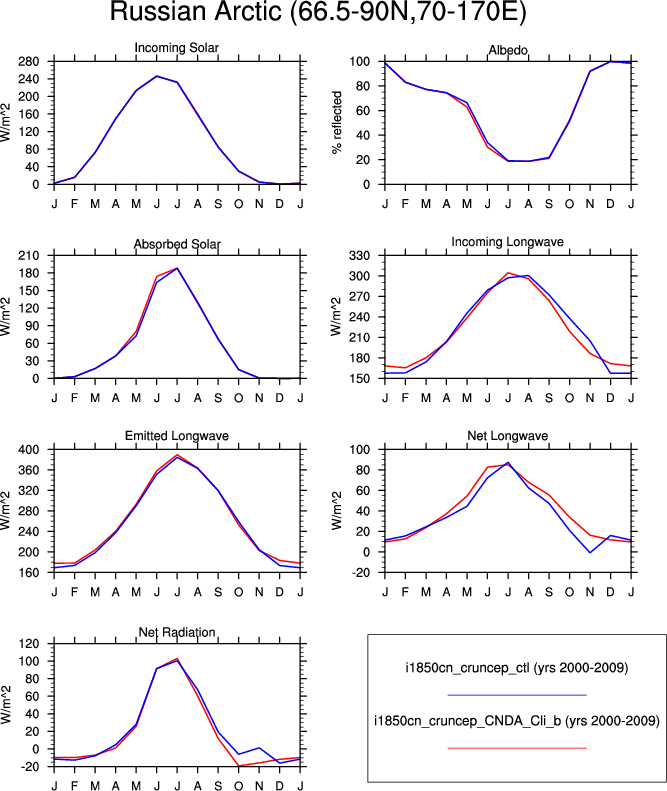 Russian Arctic (66.5-90N,70-170E)
Incoming Solar
W/m^2
280
240
200
160
120
80
40
0
J F M A M J J A S O N D J
Albedo
% reflected
100
80
60
40
20
0
J F M A M J J A S O N D J
Absorbed Solar
W/m^2
210
180
150
120
90
60
30
0
J F M A M J J A S O N D J
Incoming Longwave
W/m^2
330
300
270
240
210
180
150
J F M A M J J A S O N D J
Emitted Longwave
W/m^2
400
360
320
280
240
200
160
J F M A M J J A S O N D J
Net Longwave
W/m^2
100
80
60
40
20
0
-20
J F M A M J J A S O N D J
Net Radiation
W/m^2
120
100
80
60
40
20
0
-20
J F M A M J J A S O N D J
i1850cn_cruncep_ctl (yrs 2000-2009)
i1850cn_cruncep_CNDA_Cli_b (yrs 2000-2009)